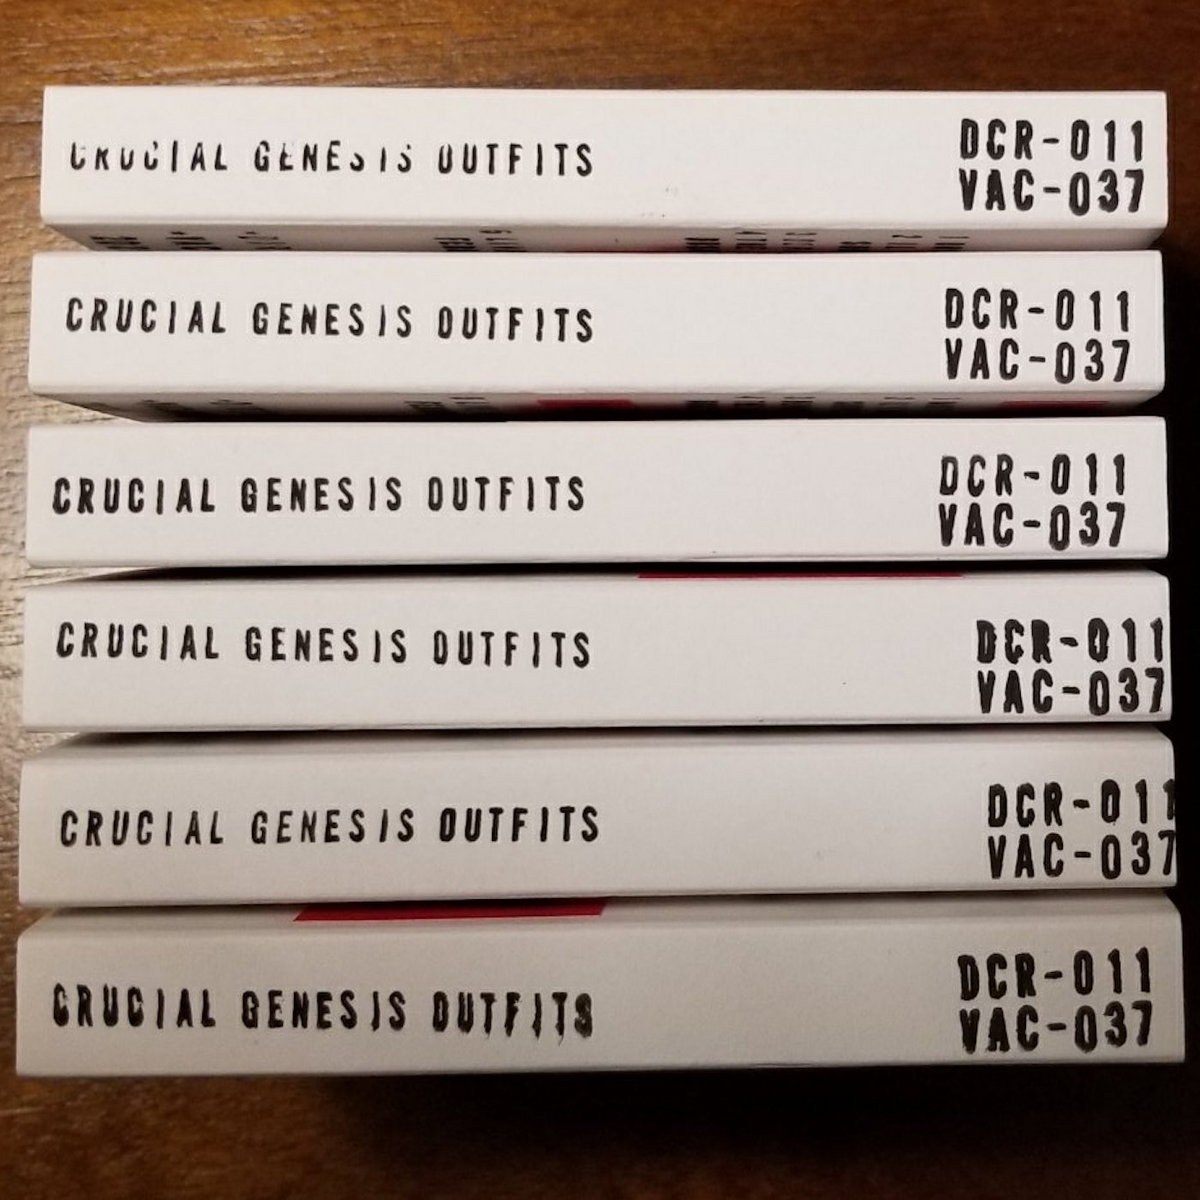 CRUCIAL GENESIS OUTFITS
DCR-011
VAC-037
CRUCIAL GENESIS OUTFITS
DCR-011
VAC-037
CRUCIAL GENESIS OUTFITS
DCR-011
VAC-037
CRUCIAL GENESIS OUTFITS
DCR-011
VAC-037
CRUCIAL GENESIS OUTFITS
DCR-011
VAC-037
CRUCIAL GENESIS OUTFITS
DCR-011
VAC-037